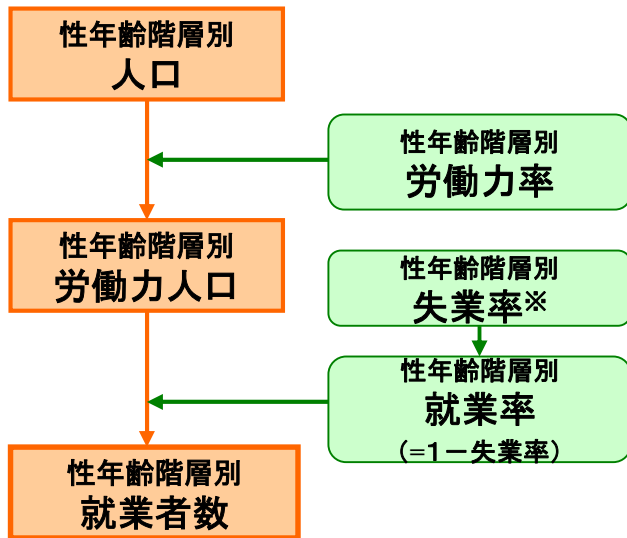 性年齢階層別
人口
性年齢階層別
労働力率
性年齢階層別
労働力人口
性年齢階層別
失業率※
性年齢階層別
就業率
（=1－失業率）
性年齢階層別
就業者数